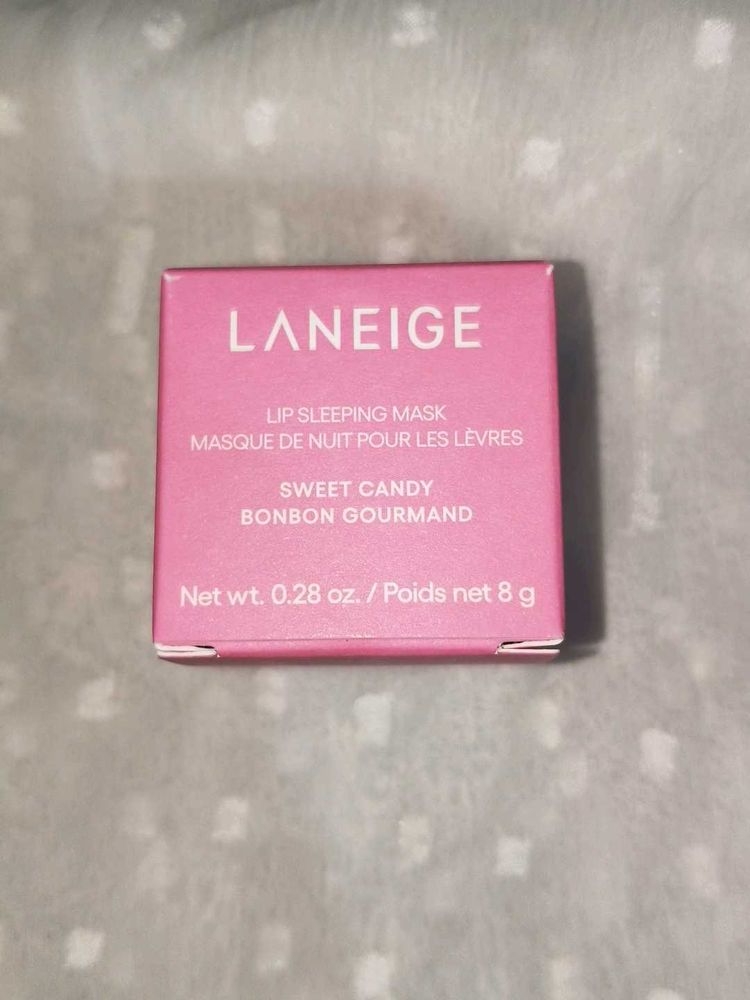 LANEIGE
LIP SLEEPING MASK
MASQUE DE NUIT POUR LES LÈVRES
SWEET CANDY
BONBON GOURMAND
Net wt. 0.28 oz. / Poids net 8 g